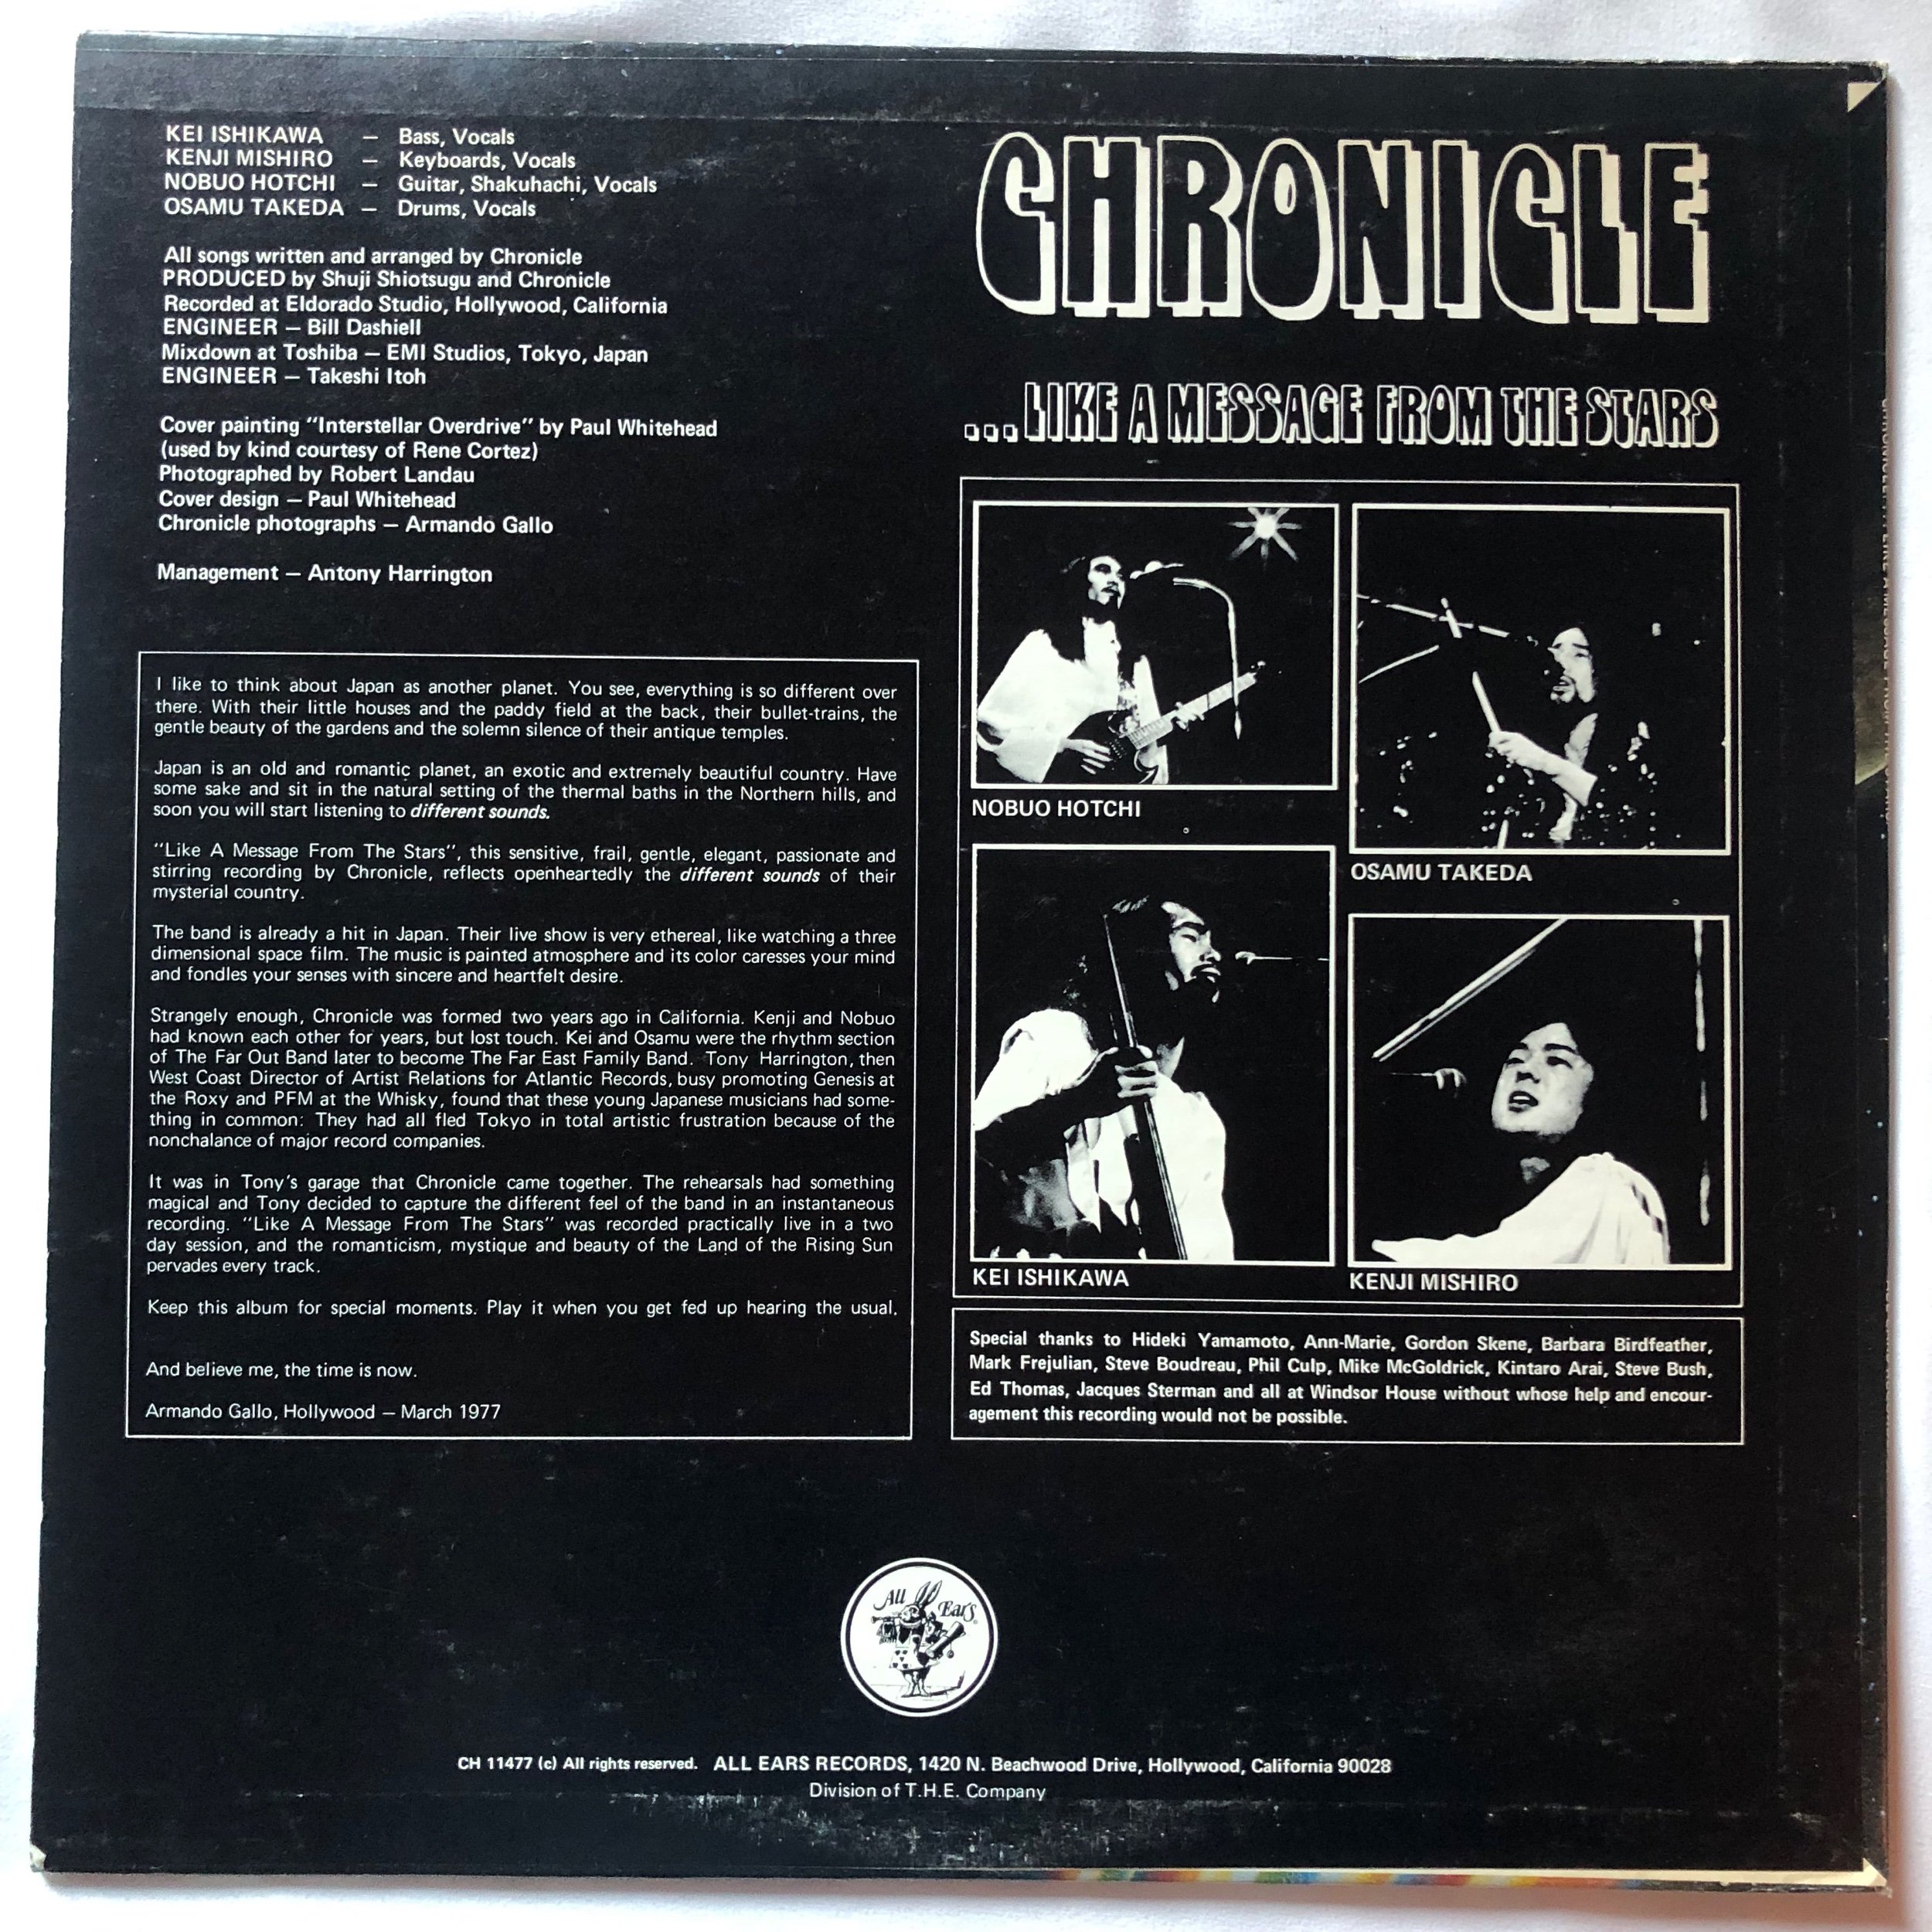 KEI ISHIKAWA — Bass, Vocals
KENJI MISHIRO — Keyboards, Vocals
NOBUO HOTCHI — Guitar, Shakuhachi, Vocals
OSAMU TAKEDA — Drums, Vocals
All songs written and arranged by Chronicle
PRODUCED by Shuji Shiotsugu and Chronicle
Recorded at Eldorado Studio, Hollywood, California
ENGINEER — Bill Dashiell
Mixdown at Toshiba — EMI Studios, Tokyo, Japan
ENGINEER — Takeshi Itoh
Cover painting "Interstellar Overdrive" by Paul Whitehead
(used by kind courtesy of Rene Cortez)
Photographed by Robert Landau
Cover design — Paul Whitehead
Chronicle photographs — Armando Gallo
Management — Antony Harrington
I like to think about Japan as another planet. You see, everything is so different over
there. With their little houses and the paddy field at the back, their bullet-trains, the
gentle beauty of the gardens and the solemn silence of their antique temples.
Japan is an old and romantic planet, an exotic and extremely beautiful country. Have
some sake and sit in the natural setting of the thermal baths in the Northern hills, and
soon you will start listening to different sounds.
"Like A Message From The Stars", this sensitive, frail, gentle, elegant, passionate and
stirring recording by Chronicle, reflects openheartedly the different sounds of their
mysterial country.
The band is already a hit in Japan. Their live show is very ethereal, like watching a three
dimensional space film. The music is painted atmosphere and its color caresses your mind
and fondles your senses with sincere and heartfelt desire.
Strangely enough, Chronicle was formed two years ago in California. Kenji and Nobuo
had known each other for years, but lost touch. Kei and Osamu were the rhythm section
of The Far Out Band later to become The Far East Family Band. Tony Harrington, then
West Coast Director of Artist Relations for Atlantic Records, busy promoting Genesis at
the Roxy and PFM at the Whisky, found that these young Japanese musicians had some-
thing in common: They had all fled Tokyo in total artistic frustration because of the
nonchalance of major record companies.
It was in Tony's garage that Chronicle came together. The rehearsals had something
magical and Tony decided to capture the different feel of the band in an instantaneous
recording. "Like A Message From The Stars" was recorded practically live in a two
day session, and the romanticism, mystique and beauty of the Land of the Rising Sun
pervades every track.
Keep this album for special moments. Play it when you get fed up hearing the usual.
And believe me, the time is now.
Armando Gallo, Hollywood — March 1977
CHRONICLE
...LIKE A MESSAGE FROM THE STARS
NOBUO HOTCHI
OSAMU TAKEDA
KEI ISHIKAWA
KENJI MISHIRO
Special thanks to Hideki Yamamoto, Ann-Marie, Gordon Skene, Barbara Birdfeather,
Mark Frejulian, Steve Boudreau, Phil Culp, Mike McGoldrick, Kintaro Arai, Steve Bush,
Ed Thomas, Jacques Sterman and all at Windsor House without whose help and encour-
agement this recording would not be possible.
All Ears
CH 11477 (c) All rights reserved. ALL EARS RECORDS, 1420 N. Beachwood Drive, Hollywood, California 90028
Division of T.H.E. Company